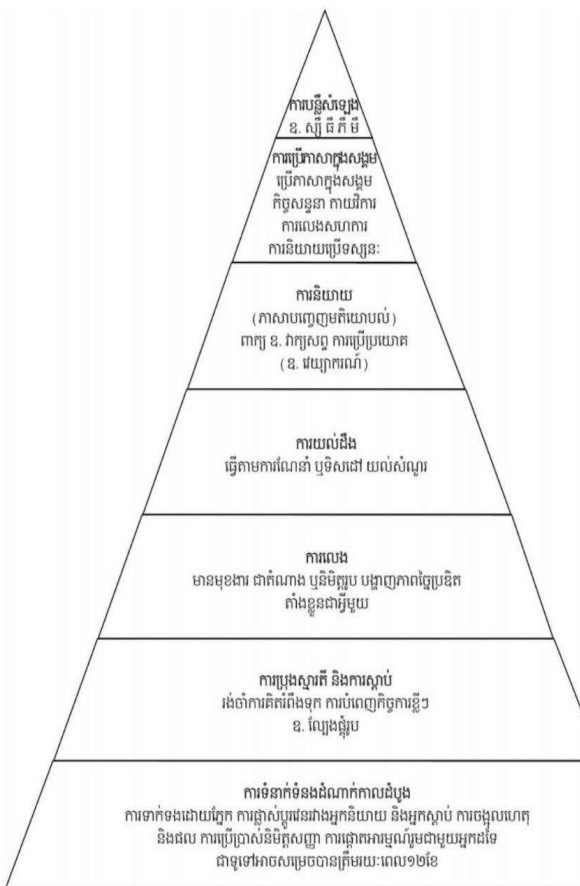 ការបន្លឺសំឡេង
ឧ. ស្ស៊ឺ ធឺ ភឺ មឺ
ការប្រើភាសាក្នុងសង្គម
ប្រើភាសាក្នុងសង្គម
កិច្ចសន្ទនា កាយវិការ
ការលេងសហការ
ការនិយាយប្រើទស្សនៈ
ការនិយាយ
(ភាសាបញ្ចេញមតិយោបល់)
ពាក្យ ឧ. វាក្យសព្ទ ការប្រើប្រយោគ
(ឧ. វេយ្យាករណ៍)
ការយល់ដឹង
ធ្វើតាមការណែនាំ ឬទិសដៅ យល់សំណួរ
ការលេង
មានមុខងារ ជាតំណាង ឬនិមិត្តរូប បង្ហាញភាពច្នៃប្រឌិត
តាំងខ្លួនជាអ្វីមួយ
ការប្រុងស្មារតី និងការស្តាប់
រង់ចាំការគិតរំពឹងទុក ការបំពេញកិច្ចការខ្លីៗ
ឧ. ល្បែងផ្គុំរូប
ការទំនាក់ទំនងដំណាក់កាលដំបូង
ការទាក់ទងដោយភ្នែក ការផ្លាស់ប្តូរវេនរវាងអ្នកនិយាយ និងអ្នកស្តាប់ ការចង្អុលហេតុ
និងផល ការប្រើប្រាស់និមិត្តសញ្ញា ការផ្តោតអារម្មណ៍រួមជាមួយអ្នកដទៃ
ជាទូទៅអាចសម្រេចបានត្រឹមរយៈពេល១២ខែ